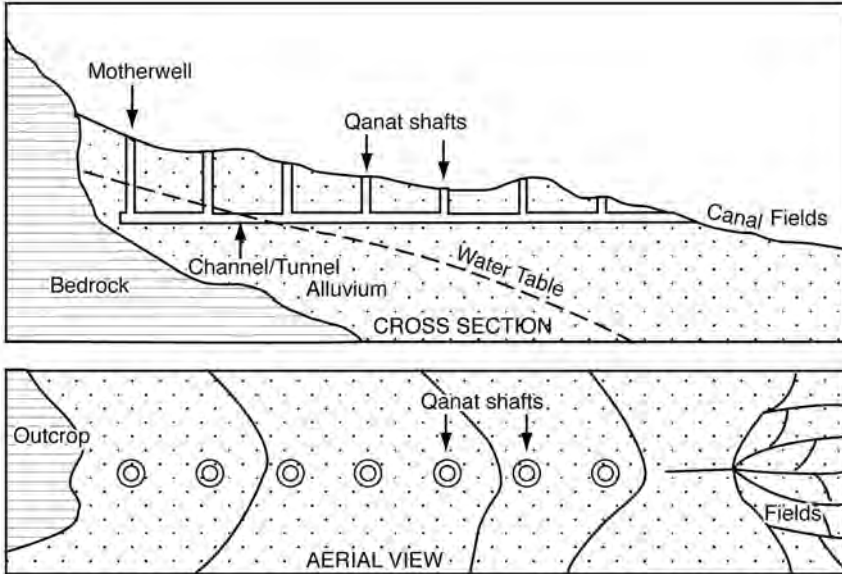 Motherwell
Qanat shafts
Canal Fields
Channel/Tunnel
Water Table
Bedrock
Alluvium
CROSS SECTION
Qanat shafts
Outcrop
Fields
AERIAL VIEW